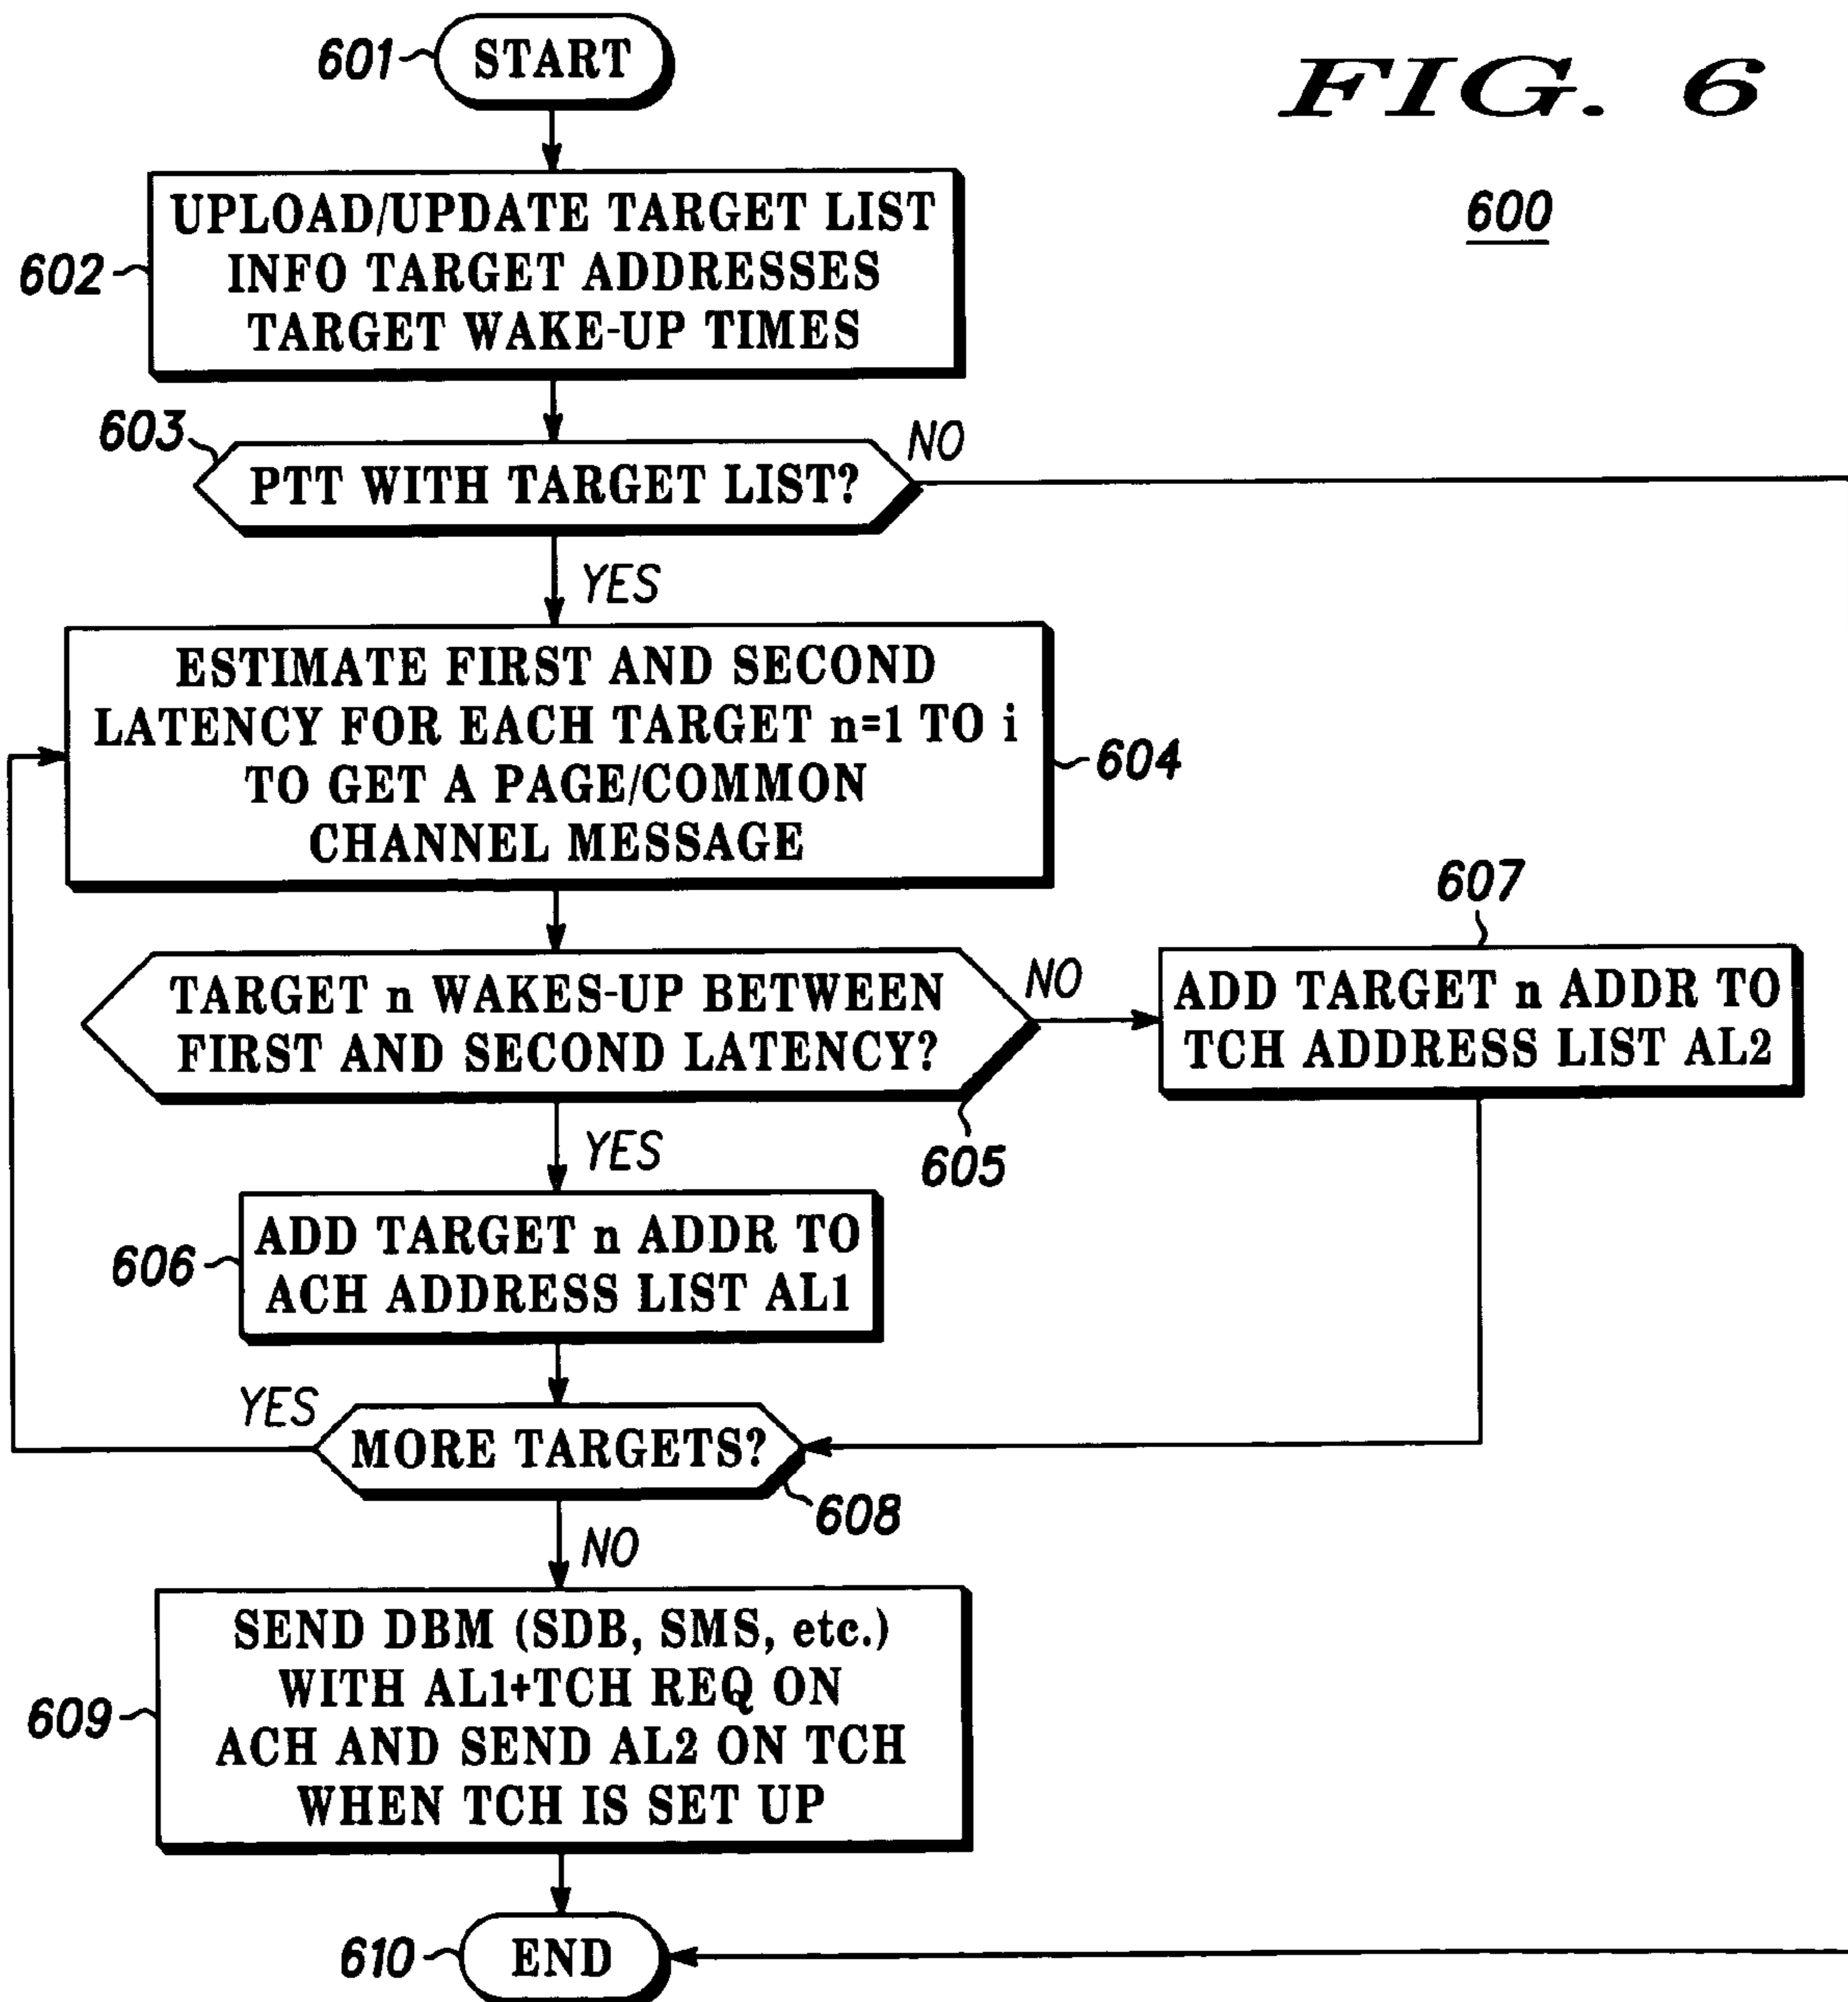 FIG. 6
600
601
START
602
UPLOAD/UPDATE TARGET LIST
INFO TARGET ADDRESSES
TARGET WAKE-UP TIMES
603
PTT WITH TARGET LIST?
NO
YES
ESTIMATE FIRST AND SECOND
LATENCY FOR EACH TARGET n=1 TO i
TO GET A PAGE/COMMON
CHANNEL MESSAGE
604
TARGET n WAKES-UP BETWEEN
FIRST AND SECOND LATENCY?
605
NO
607
ADD TARGET n ADDR TO
TCH ADDRESS LIST AL2
YES
606
ADD TARGET n ADDR TO
ACH ADDRESS LIST AL1
YES
MORE TARGETS?
608
NO
609
SEND DBM (SDB, SMS, etc.)
WITH AL1+TCH REQ ON
ACH AND SEND AL2 ON TCH
WHEN TCH IS SET UP
610
END